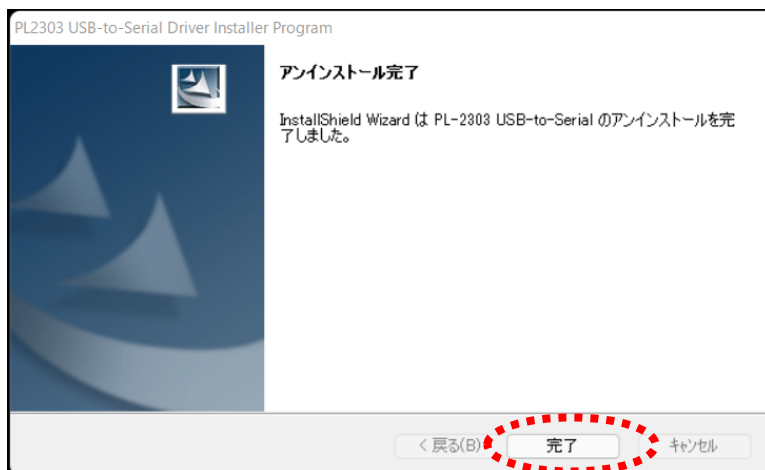 PL2303 USB-to-Serial Driver Installer Program
アンインストール完了
InstallShield Wizard は PL-2303 USB-to-Serial のアンインストールを完
了しました。
< 戻る(B)
完了
キャンセル